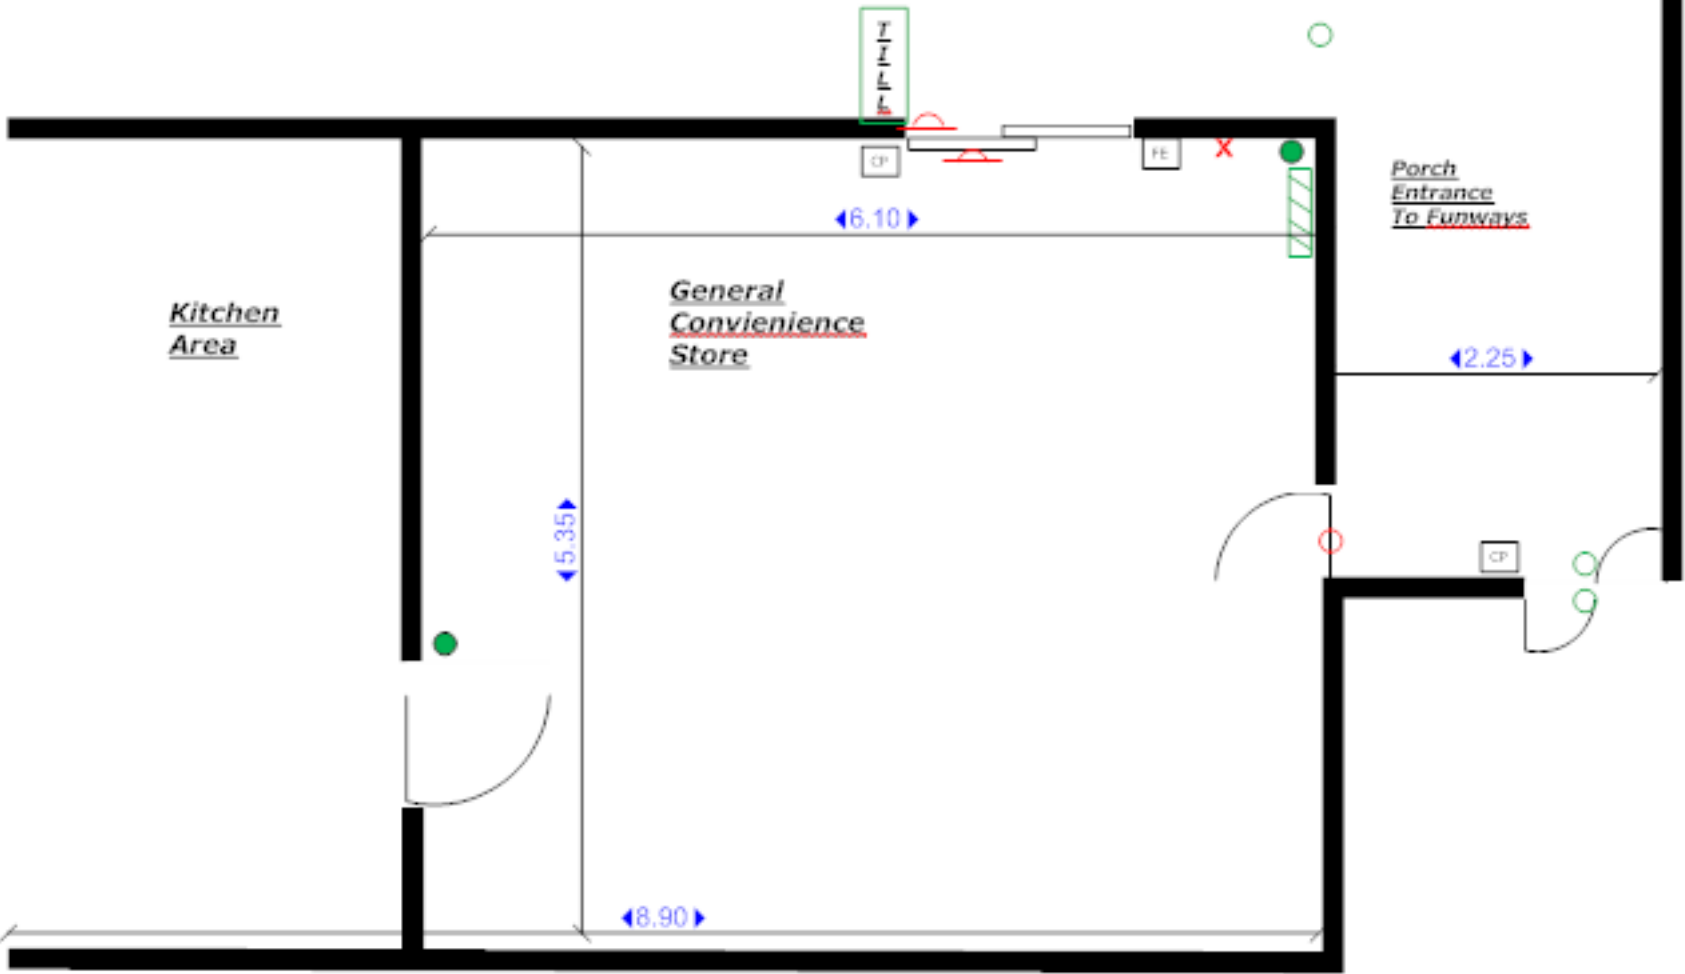 TILL
CP
FE
X
6.10
Porch
Entrance
To Funways
Kitchen
Area
General
Convienience
Store
2.25
5.35
CP
8.90